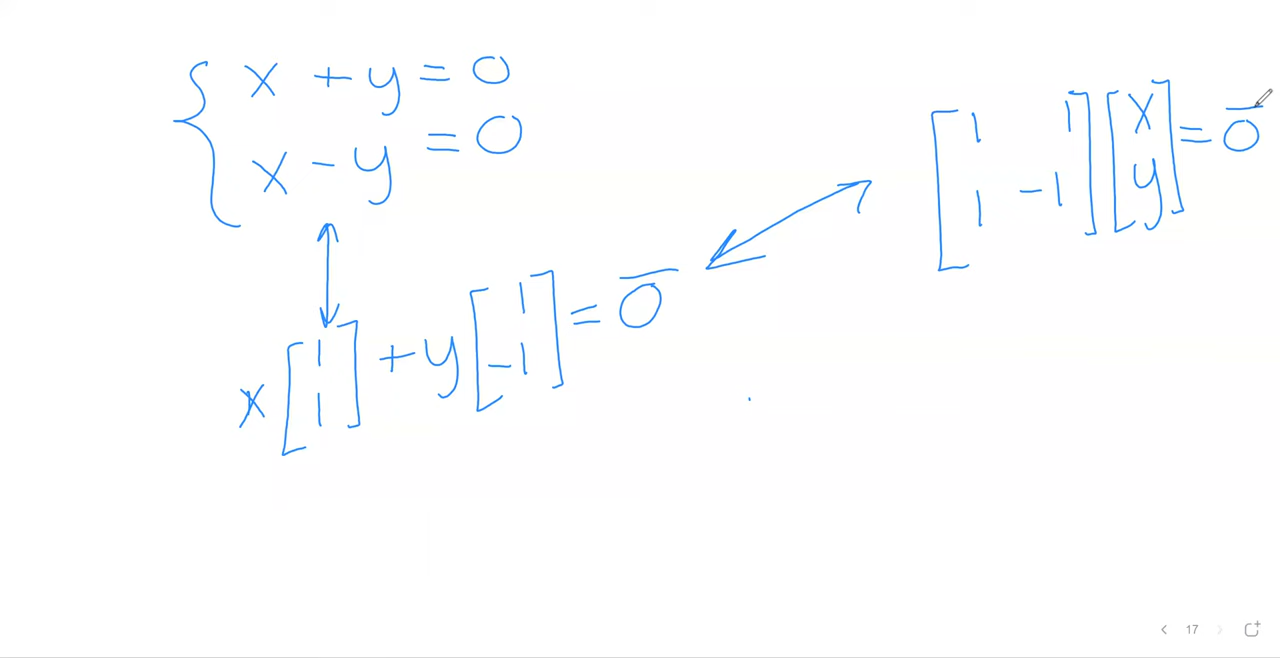 x + y = 0
x - y = 0
x [1 1] + y [1 -1] = 0̅
[1 1 1 -1] [x y] = 0̅
< 17 >